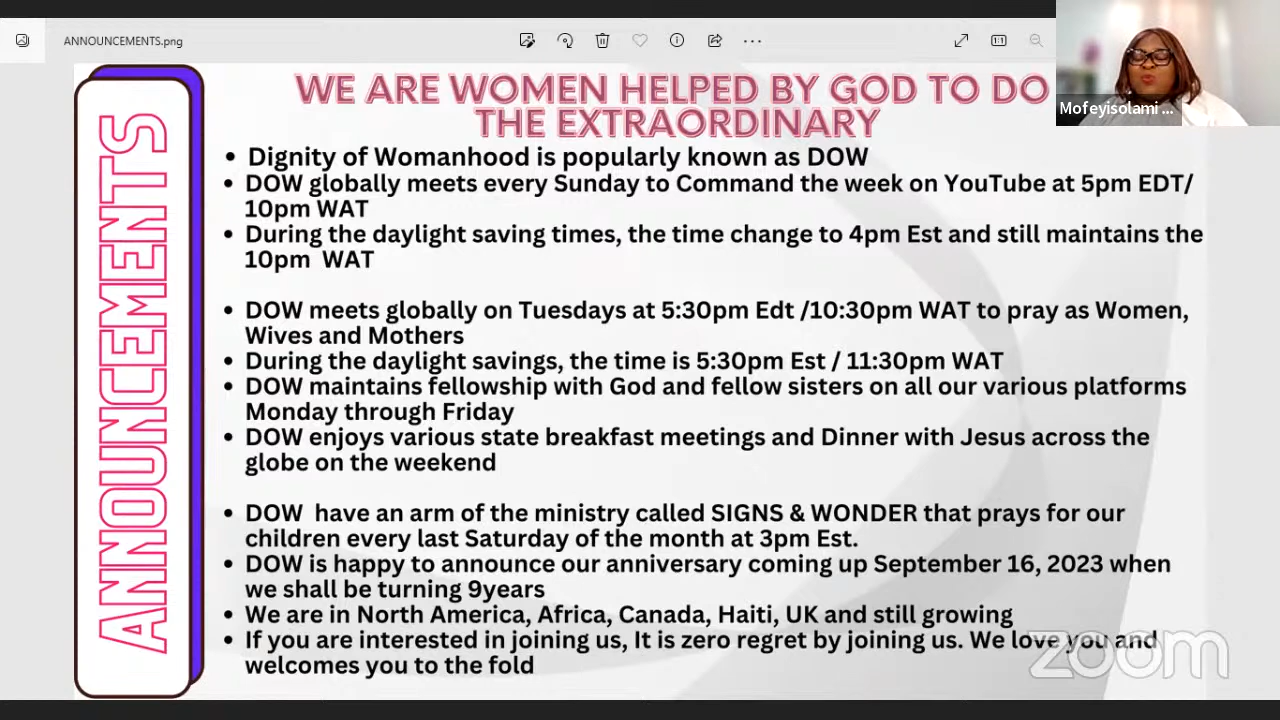 ANNOUNCEMENTS.png
Mofeyisolami ...
ANNOUNCEMENTS
WE ARE WOMEN HELPED BY GOD TO DO
THE EXTRAORDINARY
• Dignity of Womanhood is popularly known as DOW
• DOW globally meets every Sunday to Command the week on YouTube at 5pm EDT/
10pm WAT
• During the daylight saving times, the time change to 4pm Est and still maintains the
10pm WAT
• DOW meets globally on Tuesdays at 5:30pm Edt /10:30pm WAT to pray as Women,
Wives and Mothers
• During the daylight savings, the time is 5:30pm Est / 11:30pm WAT
• DOW maintains fellowship with God and fellow sisters on all our various platforms
Monday through Friday
• DOW enjoys various state breakfast meetings and Dinner with Jesus across the
globe on the weekend
• DOW have an arm of the ministry called SIGNS & WONDER that prays for our
children every last Saturday of the month at 3pm Est.
• DOW is happy to announce our anniversary coming up September 16, 2023 when
we shall be turning 9years
• We are in North America, Africa, Canada, Haiti, UK and still growing
• If you are interested in joining us, It is zero regret by joining us. We love you and
welcomes you to the fold
zoom